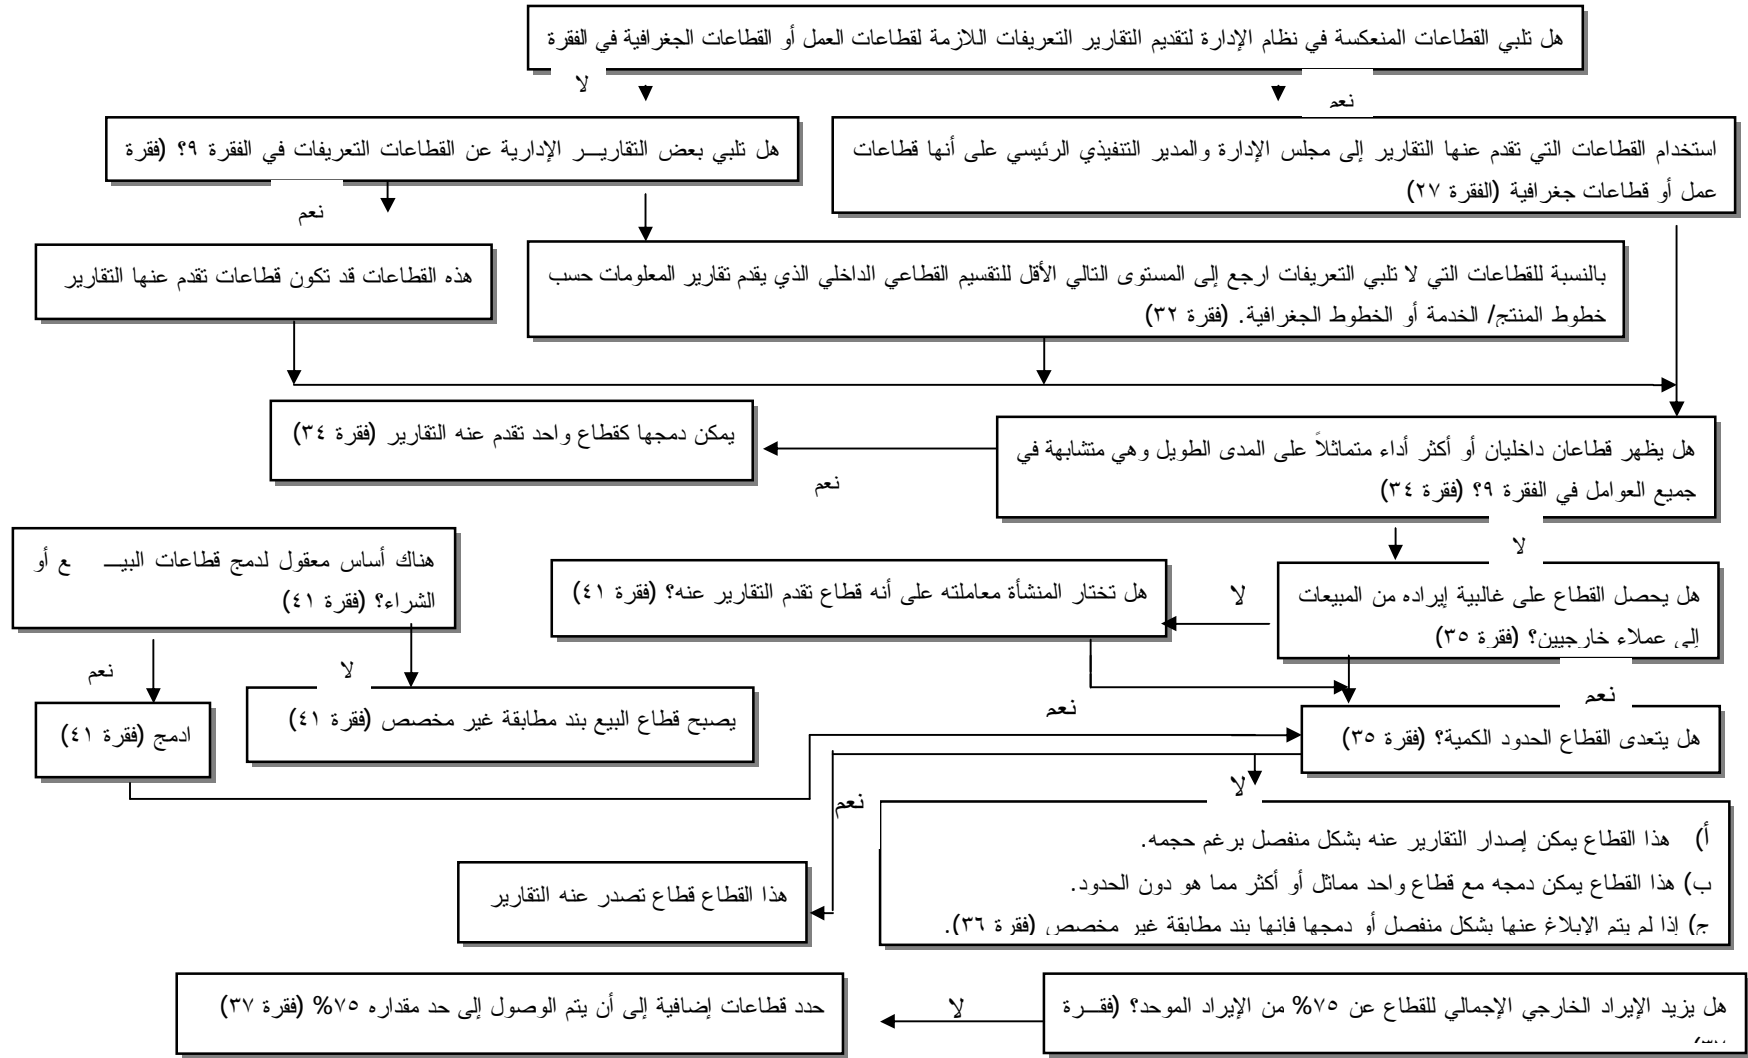 هل تلبي القطاعات المنعكسة في نظام الإدارة لتقديم التقارير التعريفات اللازمة لقطاعات العمل أو القطاعات الجغرافية في الفقرة
لا
نعم
استخدام القطاعات التي تقدم عنها التقارير إلى مجلس الإدارة والمدير التنفيذي الرئيسي على أنها قطاعات
عمل أو قطاعات جغرافية (الفقرة ٢٧)
هل تلبي بعض التقاريـــر الإدارية عن القطاعات التعريفات في الفقرة ٩؟ (فقرة
نعم
بالنسبة للقطاعات التي لا تلبي التعريفات ارجع إلى المستوى التالي الأقل للتقسيم القطاعي الداخلي الذي يقدم تقارير المعلومات حسب
خطوط المنتج/ الخدمة أو الخطوط الجغرافية. (فقرة ٣٢)
هذه القطاعات قد تكون قطاعات تقدم عنها التقارير
هل يظهر قطاعان داخليان أو أكثر أداء متماثلاً على المدى الطويل وهي متشابهة في
جميع العوامل في الفقرة ٩؟ (فقرة ٣٤)
نعم
يمكن دمجها كقطاع واحد تقدم عنه التقارير (فقرة ٣٤)
لا
هل يحصل القطاع على غالبية إيراده من المبيعات
إلى عملاء خارجيين؟ (فقرة ٣٥)
لا
هل تختار المنشأة معاملته على أنه قطاع تقدم التقارير عنه؟ (فقرة ٤١)
هناك أساس معقول لدمج قطاعات البيـــ ع أو
الشراء؟ (فقرة ٤١)
نعم
لا
نعم
نعم
يصبح قطاع البيع بند مطابقة غير مخصص (فقرة ٤١)
ادمج (فقرة ٤١)
هل يتعدى القطاع الحدود الكمية؟ (فقرة ٣٥)
لا
نعم
أ) هذا القطاع يمكن إصدار التقارير عنه بشكل منفصل برغم حجمه.
ب) هذا القطاع يمكن دمجه مع قطاع واحد مماثل أو أكثر مما هو دون الحدود.
ج) إذا لم يتم الإبلاغ عنها بشكل منفصل أو دمجها فإنها بند مطابقة غير مخصص (فقرة ٣٦).
هذا القطاع قطاع تصدر عنه التقارير
هل يزيد الإيراد الخارجي الإجمالي للقطاع عن ٧٥% من الإيراد الموحد؟ (فقـــرة
لا
حدد قطاعات إضافية إلى أن يتم الوصول إلى حد مقداره ٧٥% (فقرة ٣٧)